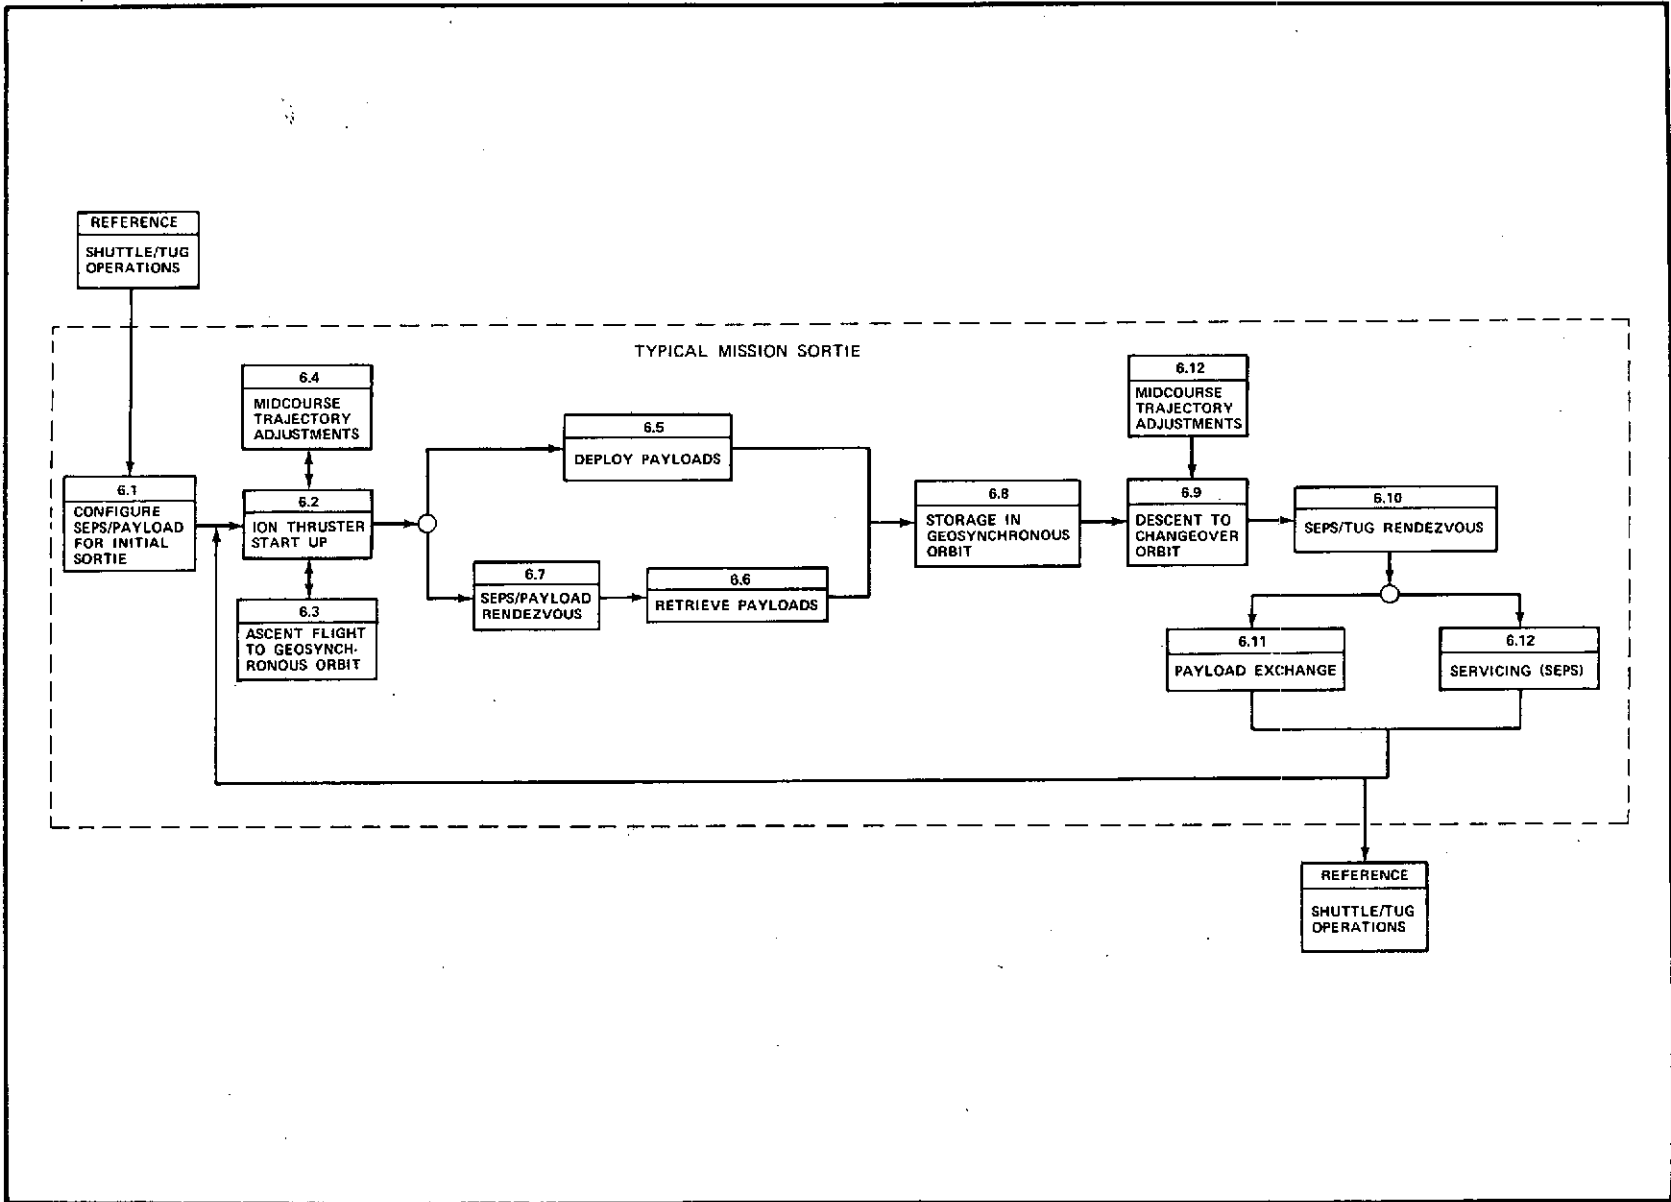 REFERENCE
SHUTTLE/TUG
OPERATIONS
TYPICAL MISSION SORTIE
6.1
CONFIGURE
SEPS/PAYLOAD
FOR INITIAL
SORTIE
6.4
MIDCOURSE
TRAJECTORY
ADJUSTMENTS
6.2
ION THRUSTER
START UP
6.3
ASCENT FLIGHT
TO GEOSYNCH-
RONOUS ORBIT
6.5
DEPLOY PAYLOADS
6.7
SEPS/PAYLOAD
RENDEZVOUS
6.6
RETRIEVE PAYLOADS
6.8
STORAGE IN
GEOSYNCHRONOUS
ORBIT
6.12
MIDCOURSE
TRAJECTORY
ADJUSTMENTS
6.9
DESCENT TO
CHANGEOVER
ORBIT
6.10
SEPS/TUG RENDEZVOUS
6.11
PAYLOAD EXCHANGE
6.12
SERVICING (SEPS)
REFERENCE
SHUTTLE/TUG
OPERATIONS